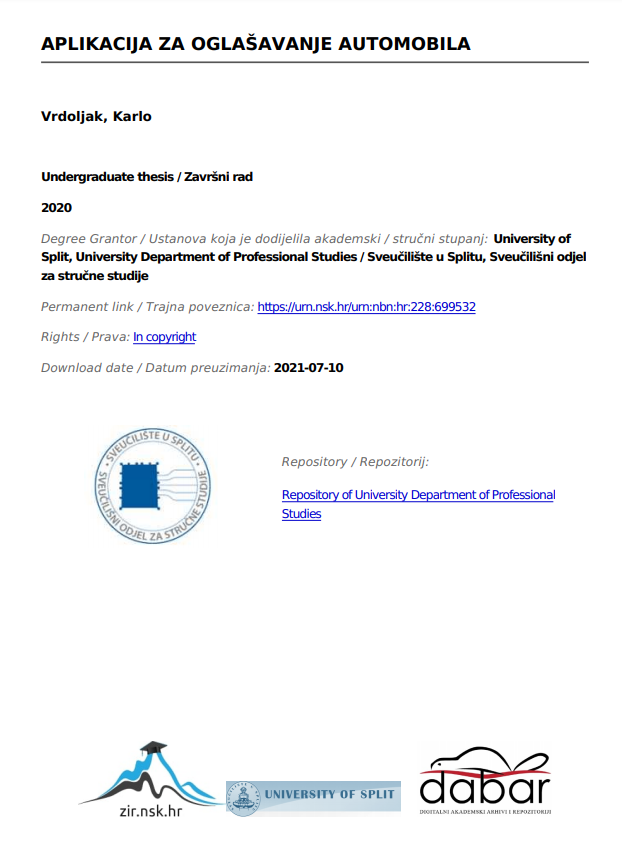 APLIKACIJA ZA OGLAŠAVANJE AUTOMOBILA
Vrdoljak, Karlo
Undergraduate thesis / Završni rad
2020
Degree Grantor / Ustanova koja je dodijelila akademski / stručni stupanj: University of
Split, University Department of Professional Studies / Sveučilište u Splitu, Sveučilišni odjel
za stručne studije
Permanent link / Trajna poveznica: https://urn.nsk.hr/urn:nbn:hr:228:699532
Rights / Prava: In copyright
Download date / Datum preuzimanja: 2021-07-10
• SVEUČILIŠTE U SPLITU •
SVEUČILIŠNI ODJEL ZA STRUČNE STUDIJE
Repository / Repozitorij:
Repository of University Department of Professional
Studies
zir.nsk.hr
UNIVERSITY OF SPLIT
dabar
DIGITALNI AKADEMSKI ARHIVI I REPOZITORIJI